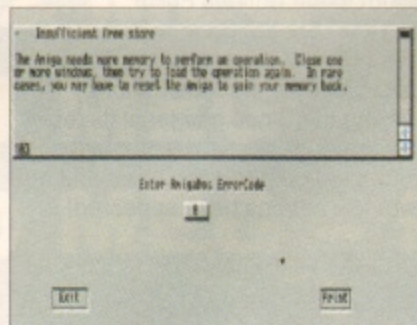 - Insufficient free store
The Amiga needs more memory to perform an operation. Close one
or more windows, then try to load the operation again. In rare
cases, you may have to reset the Amiga to gain your memory back.
103
Enter AmigaDos ErrorCode
Exit
Print